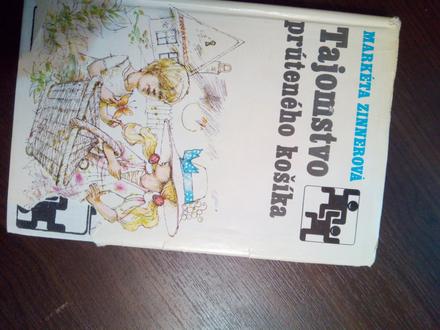 MARKÉTA ZINNEROVÁ
Tajomstvo
prúteného košíka